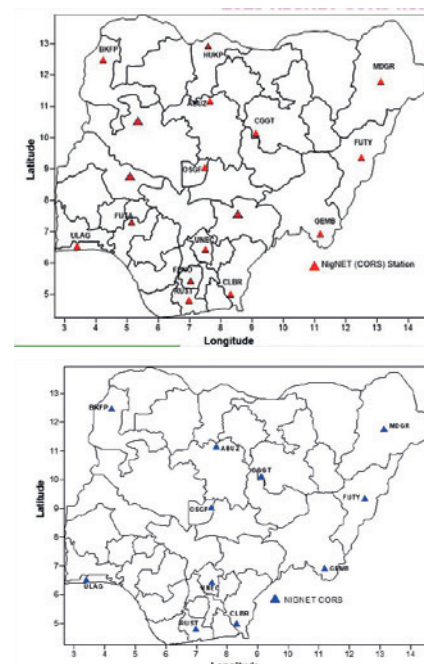 13
12
11
10
9
8
7
6
5
Latitude
BKFP
HUKP
MDGR
ABUZ
CGGT
FUTY
OSGF
FUTA
GEMB
ULAG
UNEC
RUST
CLBR
NigNET (CORS) Station
3 4 5 6 7 8 9 10 11 12 13 14
Longitude
13
12
11
10
9
8
7
6
5
Latitude
BKFP
MDGR
ABUZ
CGGT
FUTY
OSGF
GEMB
ULAG
UNEC
RUST
CLBR
NIGNET CORS
3 4 5 6 7 8 9 10 11 12 13 14
Longitude